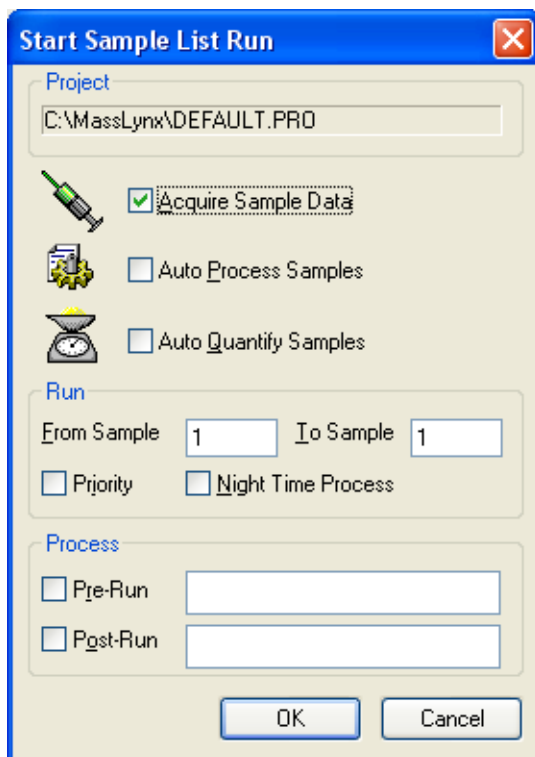 Start Sample List Run
Project
C:\MassLynx\DEFAULT.PRO
Acquire Sample Data
Auto Process Samples
Auto Quantify Samples
Run
From Sample 1 To Sample 1
Priority Night Time Process
Process
Pre-Run
Post-Run
OK Cancel